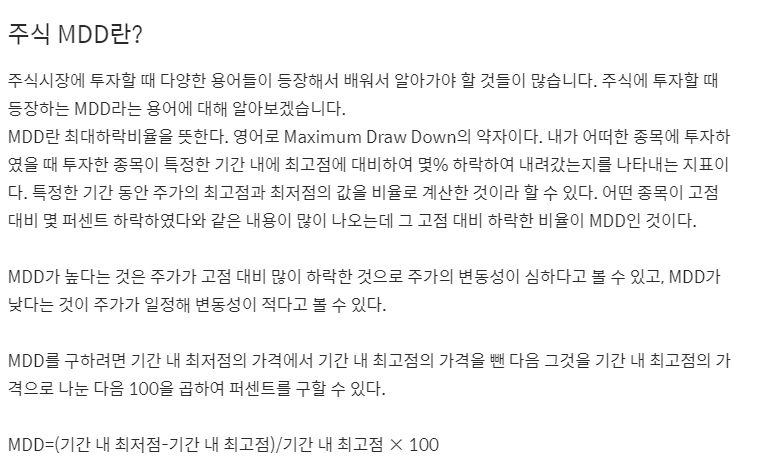 주식 MDD란?
주식시장에 투자할 때 다양한 용어들이 등장해서 배워서 알아가야 할 것들이 많습니다. 주식에 투자할 때
등장하는 MDD라는 용어에 대해 알아보겠습니다.
MDD란 최대하락비율을 뜻한다. 영어로 Maximum Draw Down의 약자이다. 내가 어떠한 종목에 투자하
였을 때 투자한 종목이 특정한 기간 내에 최고점에 대비하여 몇% 하락하여 내려갔는지를 나타내는 지표이
다. 특정한 기간 동안 주가의 최고점과 최저점의 값을 비율로 계산한 것이라 할 수 있다. 어떤 종목이 고점
대비 몇 퍼센트 하락하였다와 같은 내용이 많이 나오는데 그 고점 대비 하락한 비율이 MDD인 것이다.
MDD가 높다는 것은 주가가 고점 대비 많이 하락한 것으로 주가의 변동성이 심하다고 볼 수 있고, MDD가
낮다는 것이 주가가 일정해 변동성이 적다고 볼 수 있다.
MDD를 구하려면 기간 내 최저점의 가격에서 기간 내 최고점의 가격을 뺀 다음 그것을 기간 내 최고점의 가
격으로 나눈 다음 100을 곱하여 퍼센트를 구할 수 있다.
MDD=(기간 내 최저점-기간 내 최고점)/기간 내 최고점 × 100